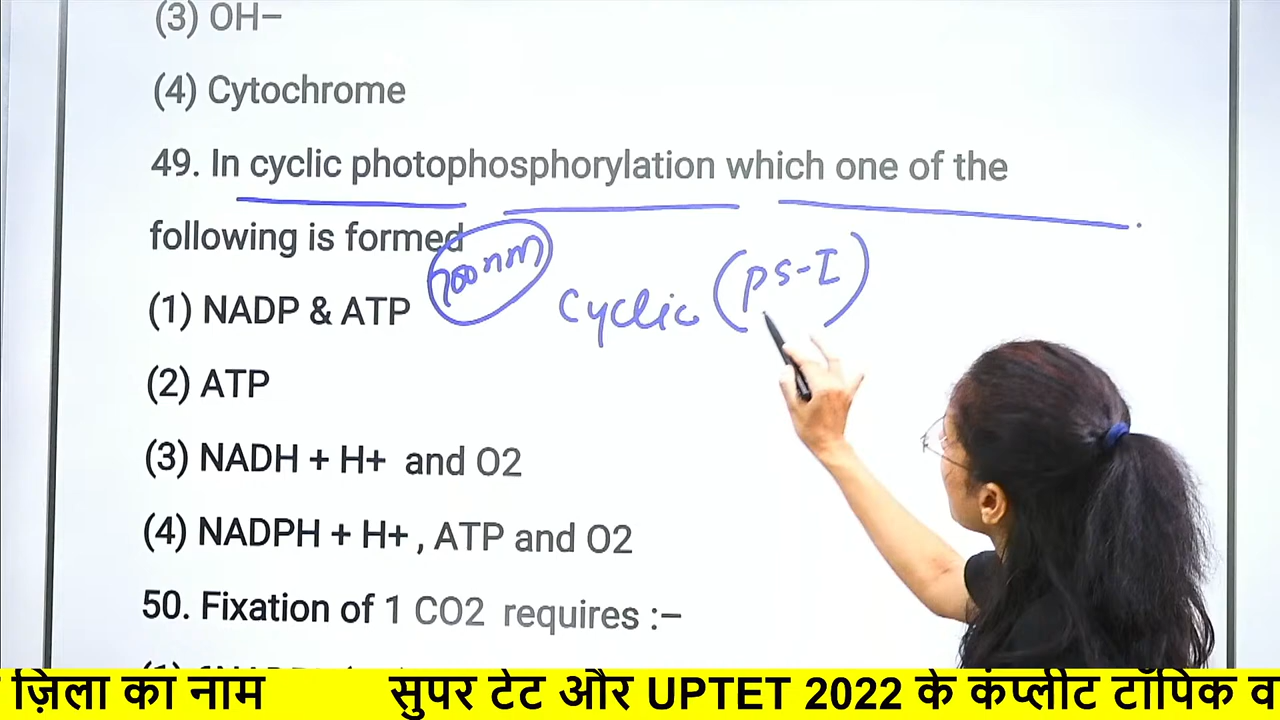 (3) OH–
(4) Cytochrome
49. In cyclic photophosphorylation which one of the
following is formed
700nm
cyclic (PS-I)
(1) NADP & ATP
(2) ATP
(3) NADH + H+ and O2
(4) NADPH + H+ , ATP and O2
50. Fixation of 1 CO2 requires :–
ज़िला का नाम सुपर टेट और UPTET 2022 के कंप्लीट टॉपिक व